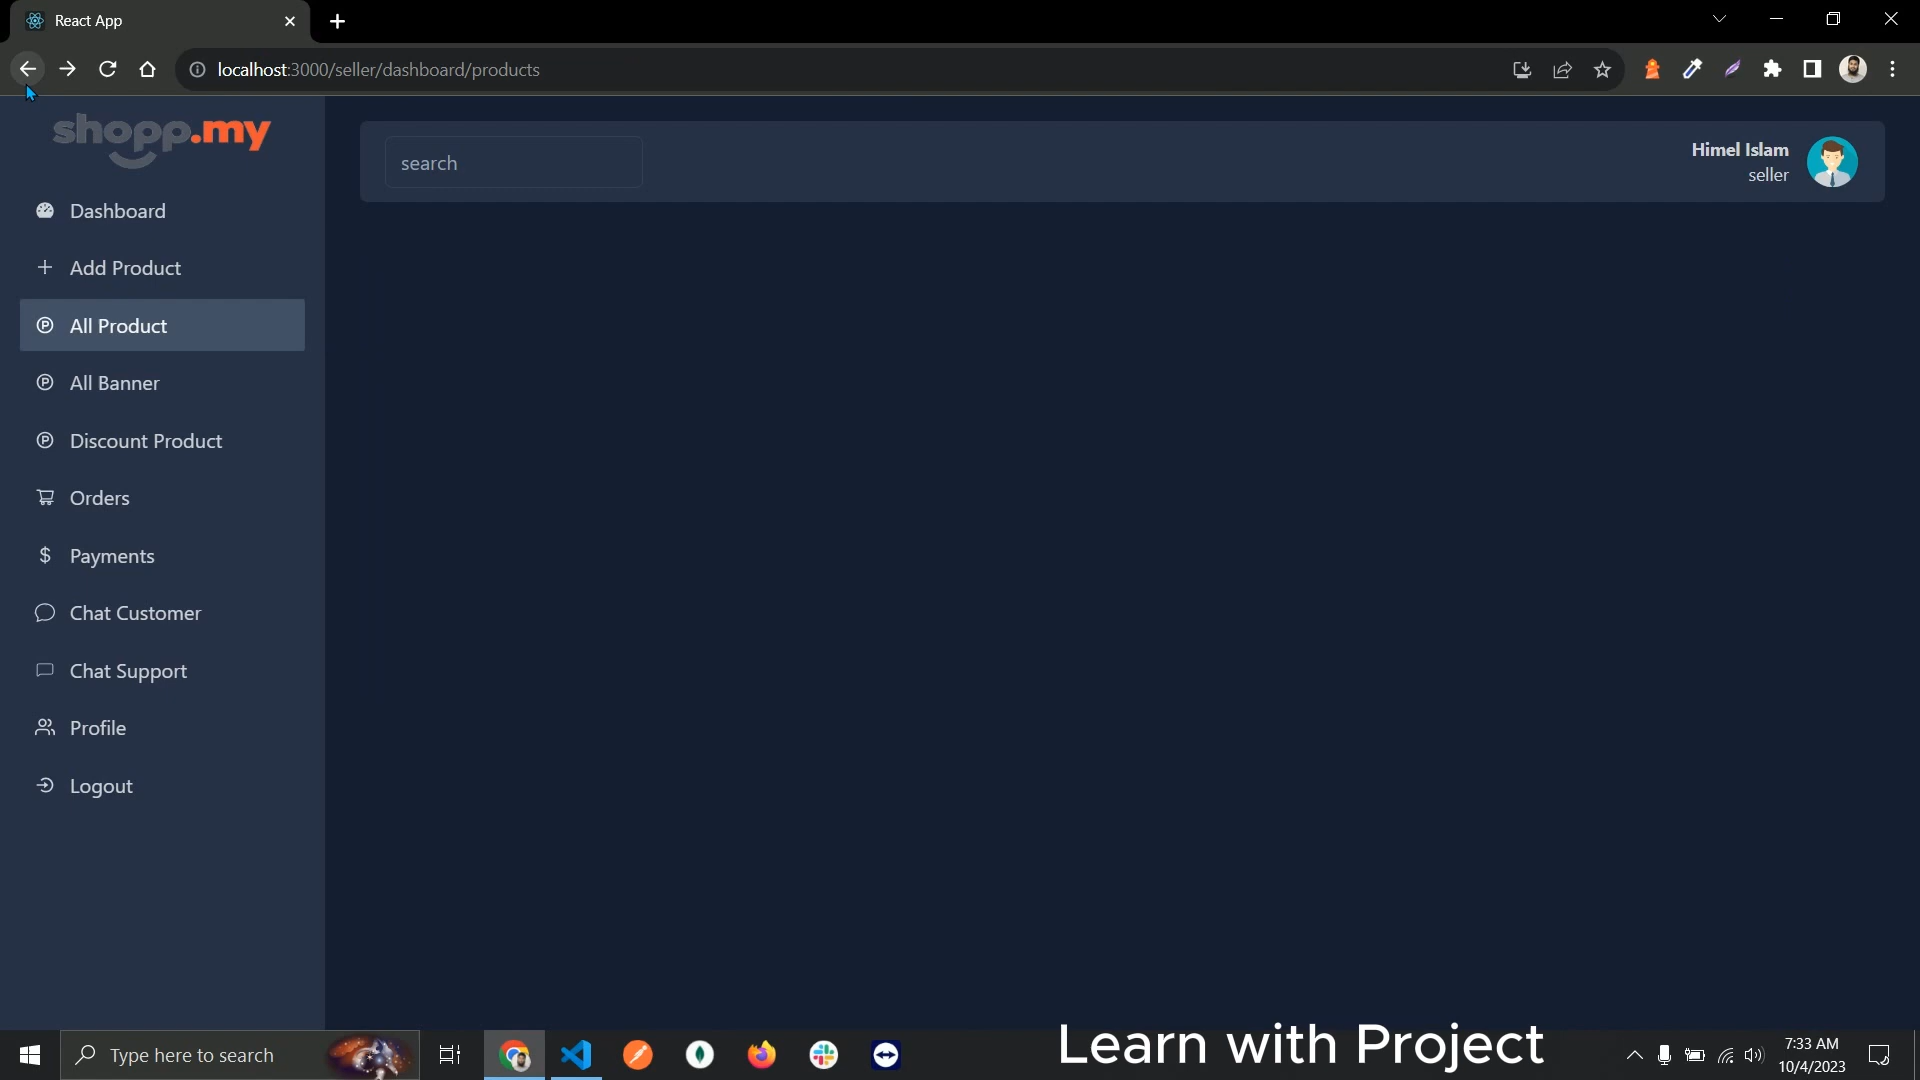 React App
localhost:3000/seller/dashboard/products
shopp.my
search
Himel Islam
seller
Dashboard
Add Product
All Product
All Banner
Discount Product
Orders
Payments
Chat Customer
Chat Support
Profile
Logout
Learn with Project
Type here to search
7:33 AM
10/4/2023